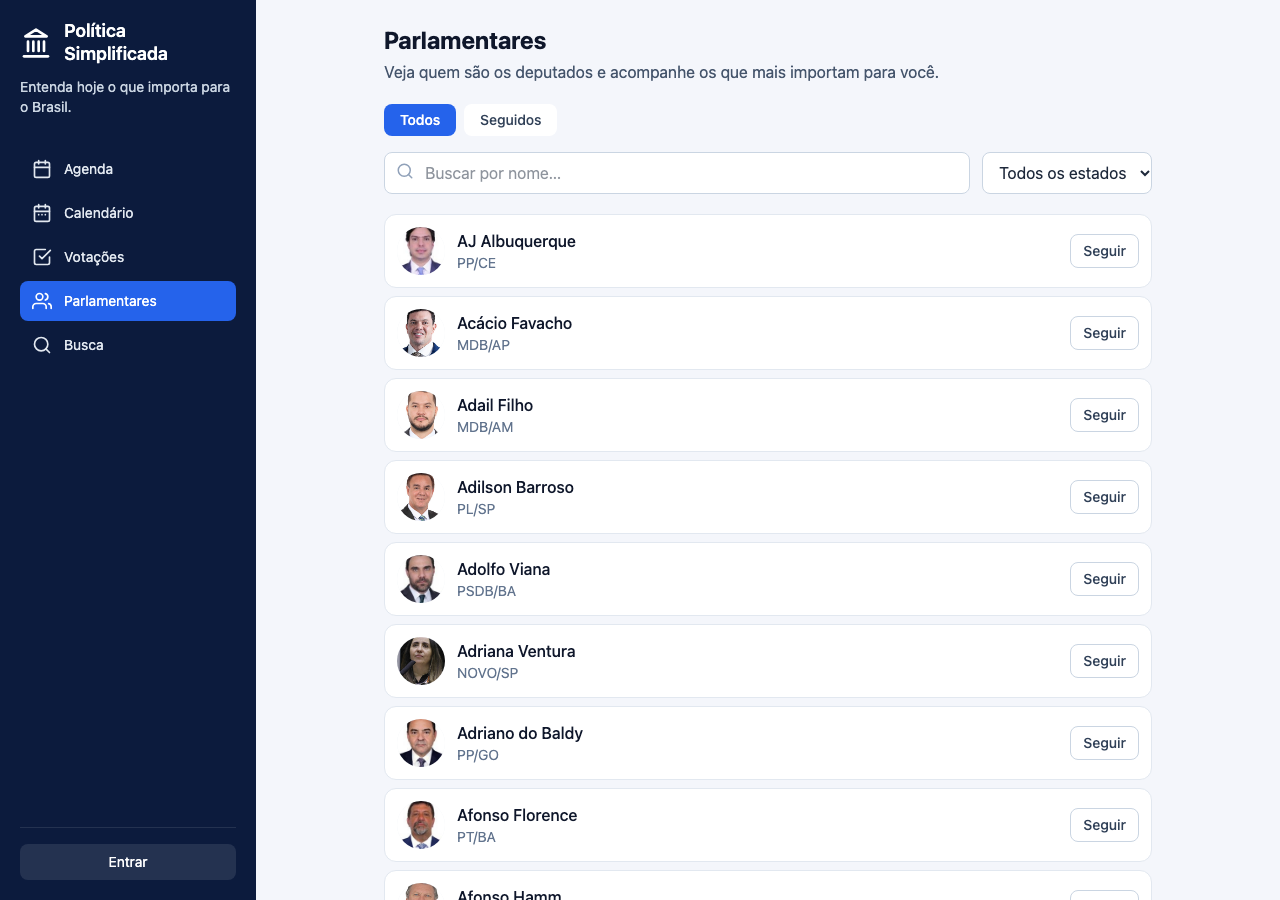 Política
Simplificada
Entenda hoje o que importa para
o Brasil.
Agenda
Calendário
Votações
Parlamentares
Busca
Entrar
Parlamentares
Veja quem são os deputados e acompanhe os que mais importam para você.
Todos
Seguidos
Buscar por nome...
Todos os estados
AJ Albuquerque
PP/CE
Seguir
Acácio Favacho
MDB/AP
Seguir
Adail Filho
MDB/AM
Seguir
Adilson Barroso
PL/SP
Seguir
Adolfo Viana
PSDB/BA
Seguir
Adriana Ventura
NOVO/SP
Seguir
Adriano do Baldy
PP/GO
Seguir
Afonso Florence
PT/BA
Seguir
Afonso Hamm